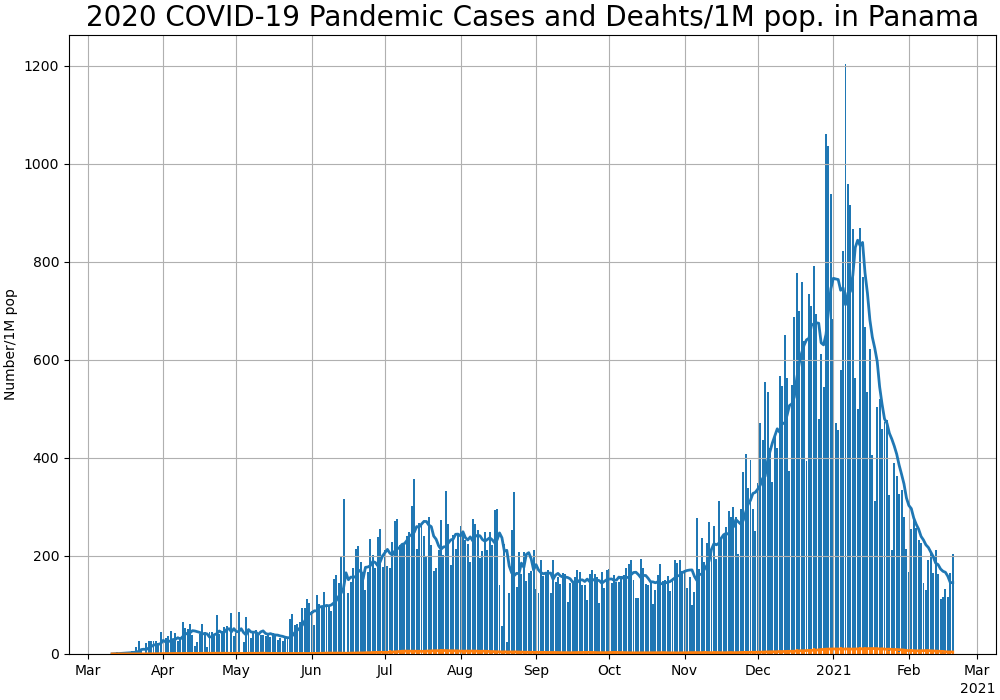 2020 COVID-19 Pandemic Cases and Deahts/1M pop. in Panama
1200
1000
800
600
400
200
0
Number/1M pop
Mar Apr May Jun Jul Aug Sep Oct Nov Dec 2021 Feb Mar
2021